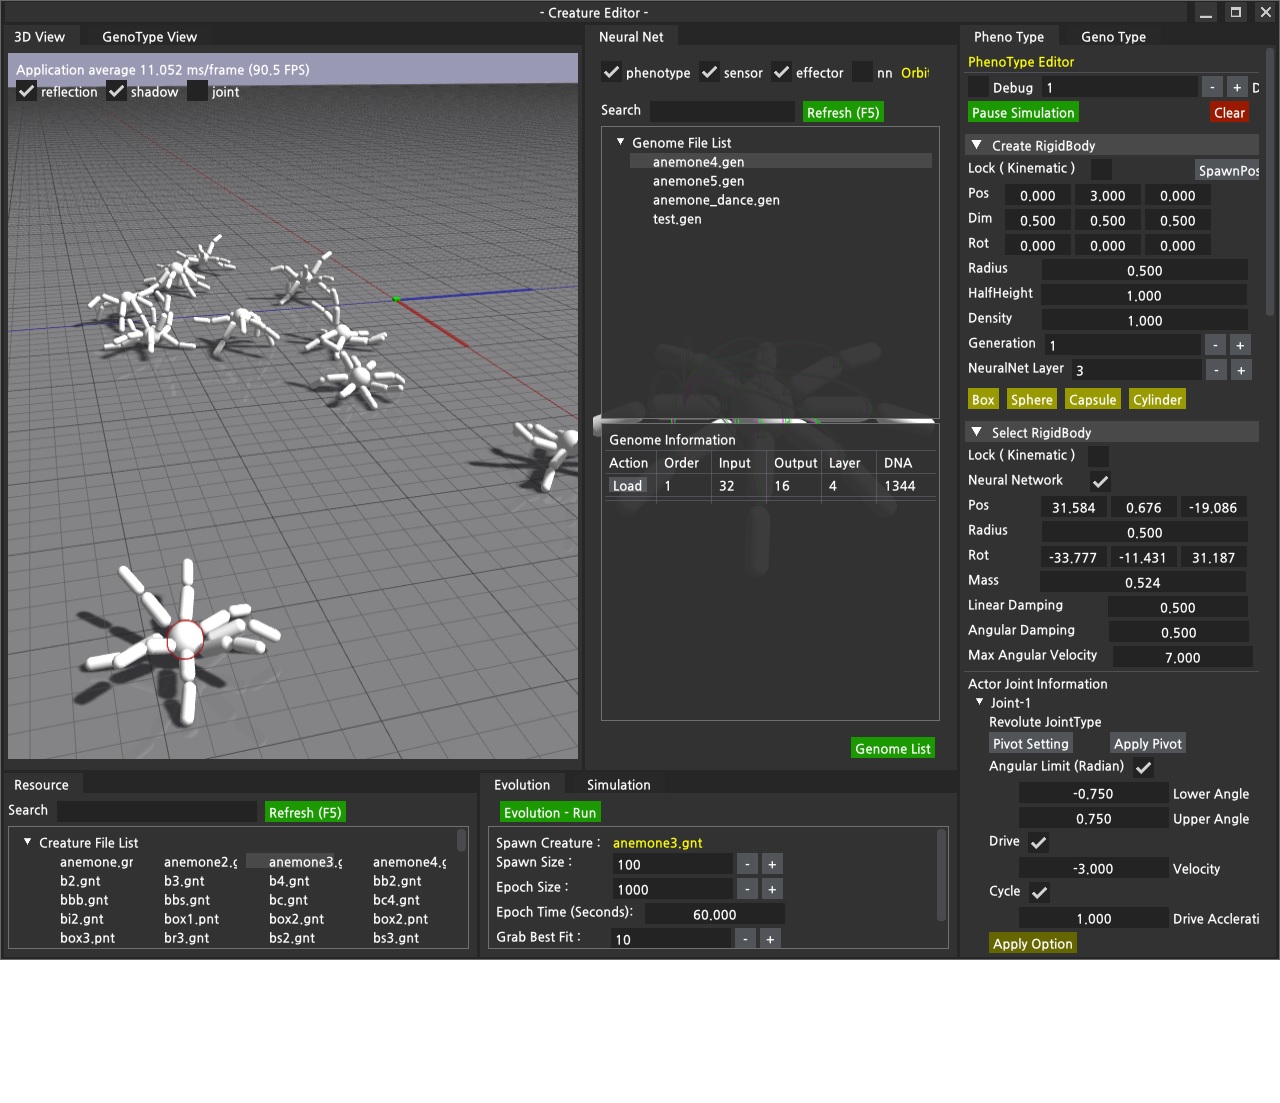 - Creature Editor -
3D View GenoType View
Application average 11.052 ms/frame (90.5 FPS)
reflection shadow joint
Neural Net
phenotype sensor effector nn Orbi
Search Refresh (F5)
Genome File List
anemone4.gen
anemone5.gen
anemone_dance.gen
test.gen
Genome Information
Action Order Input Output Layer DNA
Load 1 32 16 4 1344
Genome List
Pheno Type Geno Type
PhenoType Editor
Debug 1 - +
Pause Simulation Clear
Create RigidBody
Lock ( Kinematic ) SpawnPos
Pos 0.000 3.000 0.000
Dim 0.500 0.500 0.500
Rot 0.000 0.000 0.000
Radius 0.500
HalfHeight 1.000
Density 1.000
Generation 1 - +
NeuralNet Layer 3 - +
Box Sphere Capsule Cylinder
Select RigidBody
Lock ( Kinematic )
Neural Network
Pos 31.584 0.676 -19.086
Radius 0.500
Rot -33.777 -11.431 31.187
Mass 0.524
Linear Damping 0.500
Angular Damping 0.500
Max Angular Velocity 7.000
Actor Joint Information
Joint-1
Revolute JointType
Pivot Setting Apply Pivot
Angular Limit (Radian)
-0.750 Lower Angle
0.750 Upper Angle
Drive
-3.000 Velocity
Cycle
1.000 Drive Acclerati
Apply Option
Resource
Search Refresh (F5)
Creature File List
anemone.gr anemone2.g anemone3.g anemone4.g
b2.gnt b3.gnt b4.gnt bb2.gnt
bbb.gnt bbs.gnt bc.gnt bc4.gnt
bi2.gnt box1.pnt box2.gnt box2.pnt
box3.pnt br3.gnt bs2.gnt bs3.gnt
Evolution Simulation
Evolution - Run
Spawn Creature : anemone3.gnt
Spawn Size : 100 - +
Epoch Size : 1000 - +
Epoch Time (Seconds): 60.000
Grab Best Fit : 10 - +